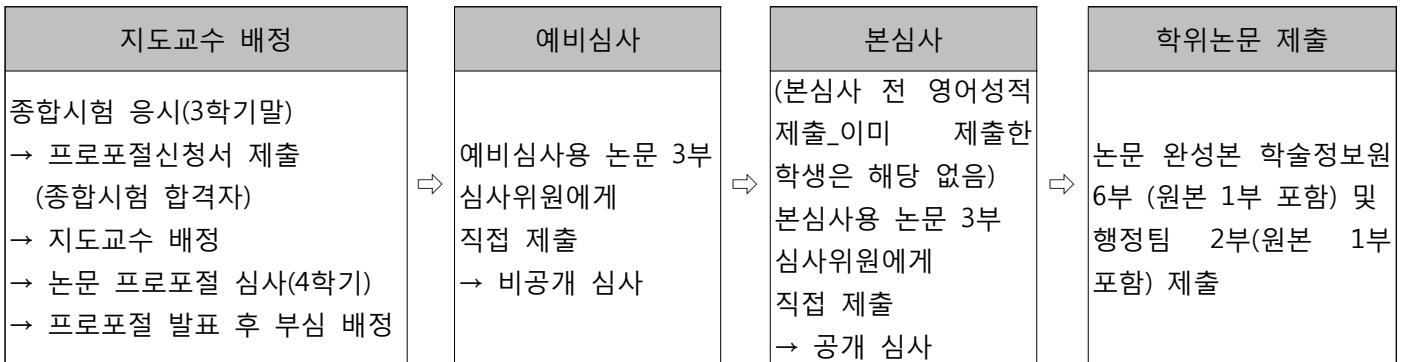 지도교수 배정
종합시험 응시(3학기말)
→ 프로포절신청서 제출
(종합시험 합격자)
→ 지도교수 배정
→ 논문 프로포절 심사(4학기)
→ 프로포절 발표 후 부심 배정
⇨
예비심사
예비심사용 논문 3부
심사위원에게
직접 제출
→ 비공개 심사
⇨
본심사
(본심사 전 영어성적
제출_이미 제출한
학생은 해당 없음)
본심사용 논문 3부
심사위원에게
직접 제출
→ 공개 심사
⇨
학위논문 제출
논문 완성본 학술정보원
6부 (원본 1부 포함) 및
행정팀 2부(원본 1부
포함) 제출